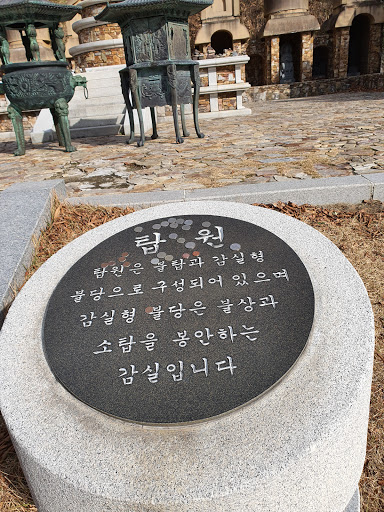 탑 원
탑원은 불탑과 감실형
불당으로 구성되어 있으며
감실형 불당은 불상과
소탑을 봉안하는
감실입니다